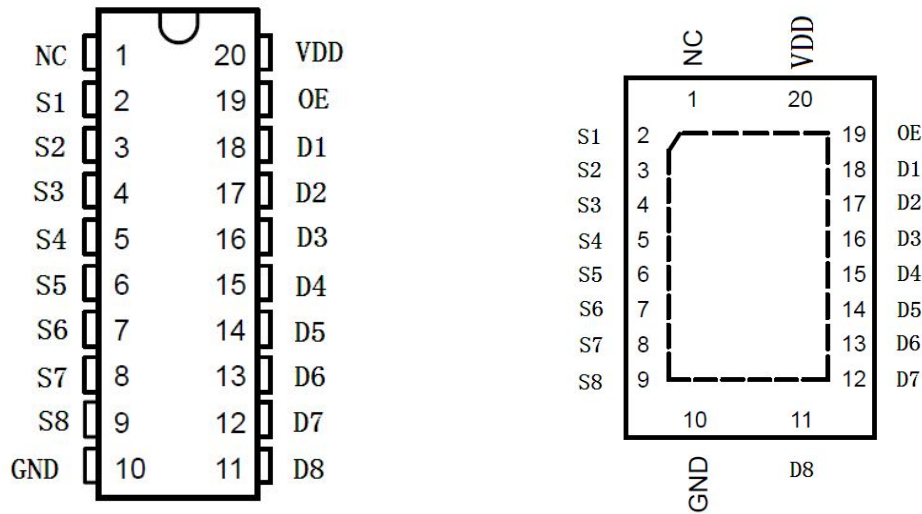 NC 1 20 VDD
S1 2 19 OE
S2 3 18 D1
S3 4 17 D2
S4 5 16 D3
S5 6 15 D4
S6 7 14 D5
S7 8 13 D6
S8 9 12 D7
GND 10 11 D8
NC VDD
1 20
S1 2 19 OE
S2 3 18 D1
S3 4 17 D2
S4 5 16 D3
S5 6 15 D4
S6 7 14 D5
S7 8 13 D6
S8 9 12 D7
10 11
GND D8